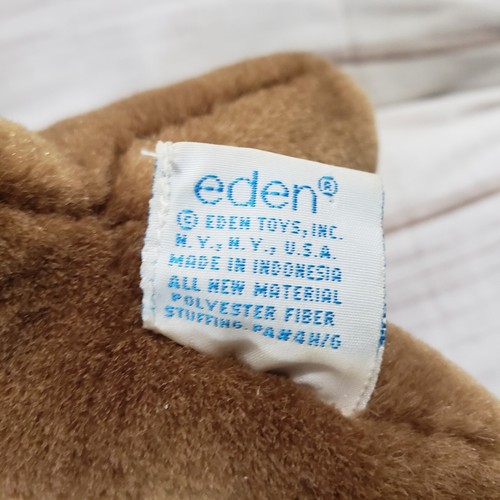 eden®
© EDEN TOYS, INC.
N.Y., N.Y., U.S.A.
MADE IN INDONESIA
ALL NEW MATERIAL
POLYESTER FIBER
STUFFING. PA#4H/G